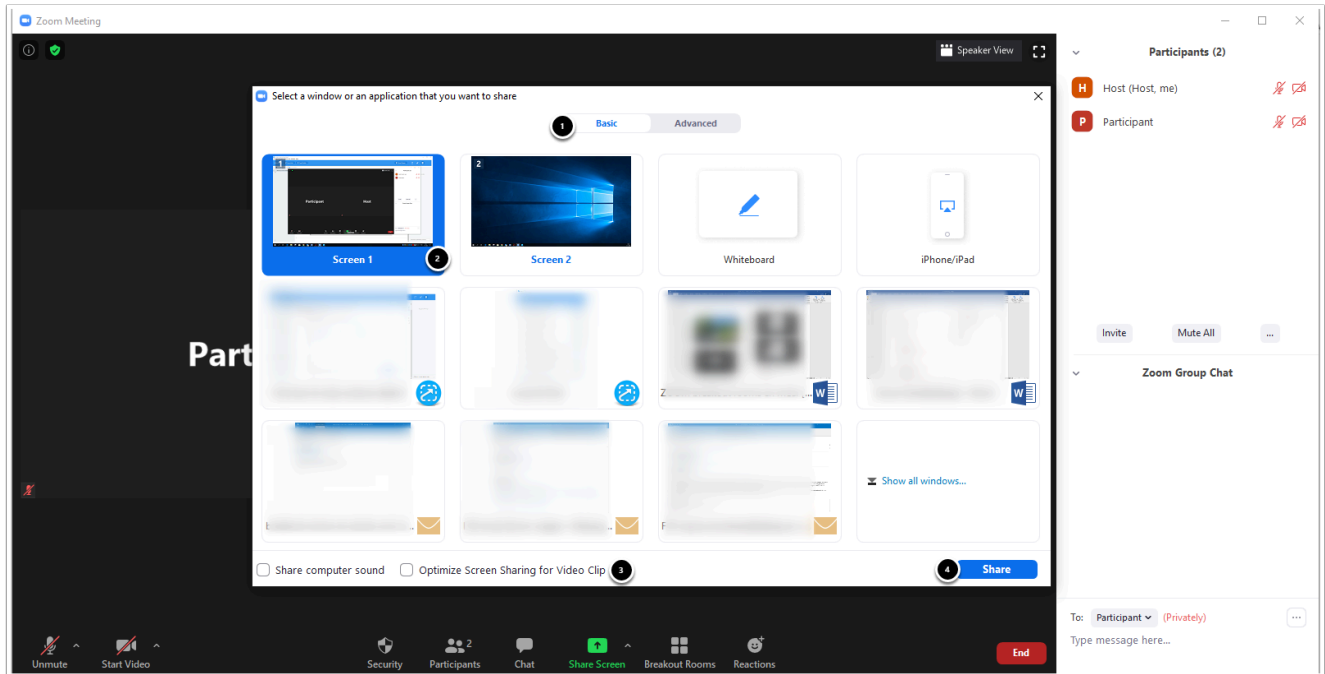 Zoom Meeting
Speaker View
Participants (2)
Select a window or an application that you want to share
H Host (Host, me)
1 Basic Advanced
P Participant
1
2
Participant Host
Screen 1 2
Screen 2
Whiteboard
iPhone/iPad
Invite Mute All ...
Part
Zoom Group Chat
W
W
Show all windows...
Share computer sound
Optimize Screen Sharing for Video Clip 3
4 Share
To: Participant (Privately) ...
Type message here...
2
Unmute Start Video Security Participants Chat Share Screen Breakout Rooms Reactions
End